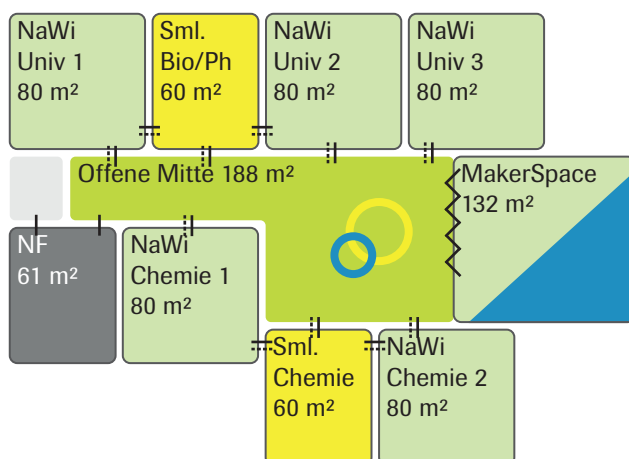 NaWi
Univ 1
80 m²
Sml.
Bio/Ph
60 m²
NaWi
Univ 2
80 m²
NaWi
Univ 3
80 m²
Offene Mitte 188 m²
MakerSpace
132 m²
NF
61 m²
NaWi
Chemie 1
80 m²
Sml.
Chemie
60 m²
NaWi
Chemie 2
80 m²